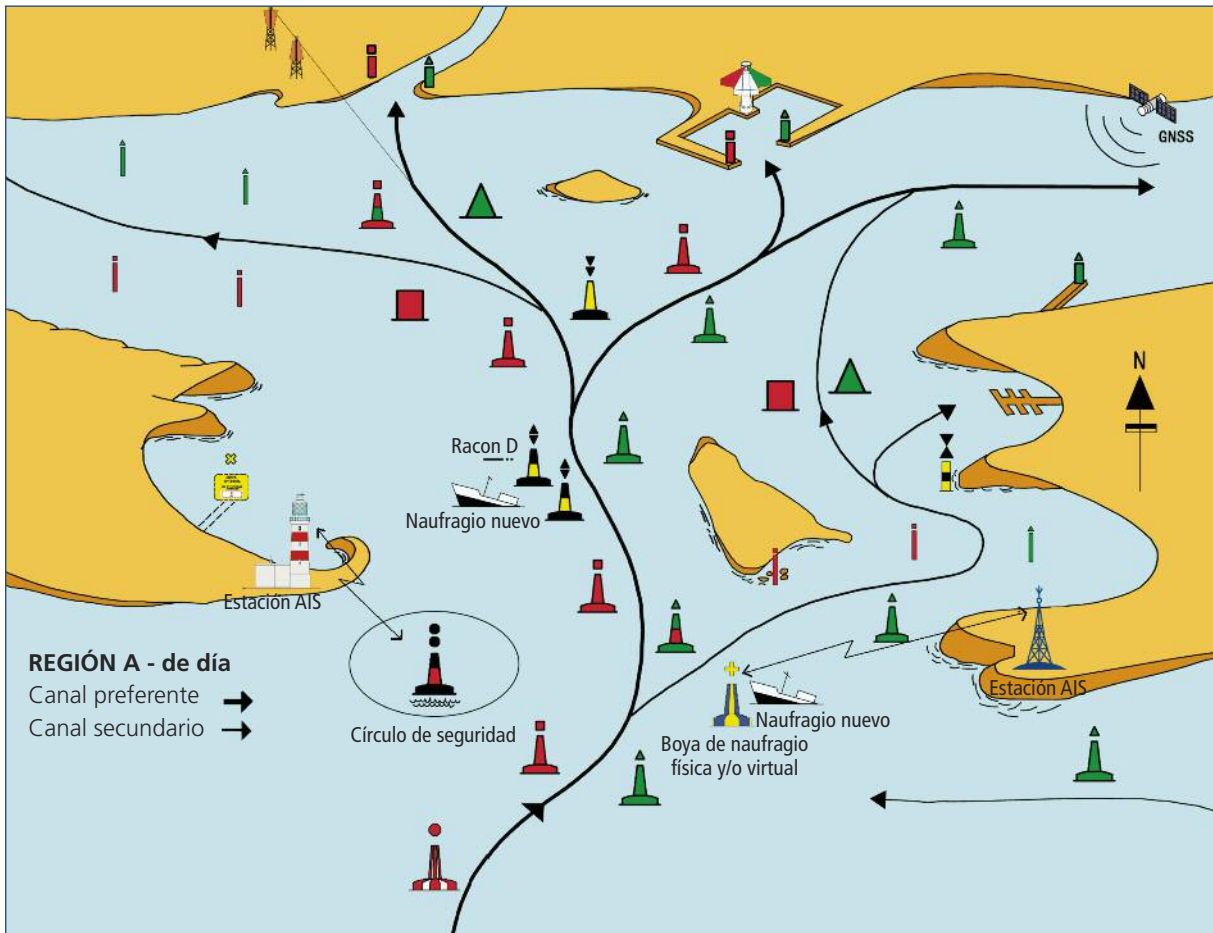 GNSS
N
Racon D
Naufragio nuevo
Estación AIS
REGIÓN A - de día
Canal preferente
Canal secundario
Círculo de seguridad
Naufragio nuevo
Boya de naufragio
física y/o virtual
Estación AIS